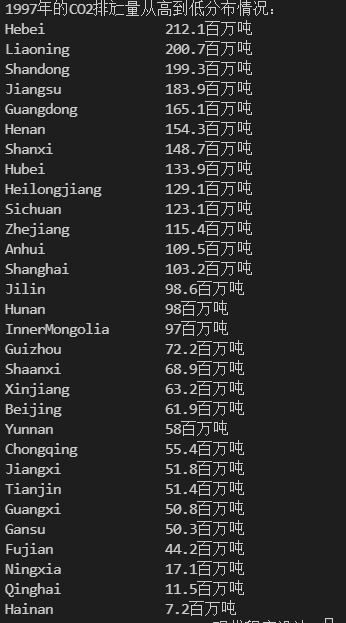 1997年的CO2排放量从高到低分布情况:
Hebei 212.1百万吨
Liaoning 200.7百万吨
Shandong 199.3百万吨
Jiangsu 183.9百万吨
Guangdong 165.1百万吨
Henan 154.3百万吨
Shanxi 148.7百万吨
Hubei 133.9百万吨
Heilongjiang 129.1百万吨
Sichuan 123.1百万吨
Zhejiang 115.4百万吨
Anhui 109.5百万吨
Shanghai 103.2百万吨
Jilin 98.6百万吨
Hunan 98百万吨
InnerMongolia 97百万吨
Guizhou 72.2百万吨
Shaanxi 68.9百万吨
Xinjiang 63.2百万吨
Beijing 61.9百万吨
Yunnan 58百万吨
Chongqing 55.4百万吨
Jiangxi 51.8百万吨
Tianjin 51.4百万吨
Guangxi 50.8百万吨
Gansu 50.3百万吨
Fujian 44.2百万吨
Ningxia 17.1百万吨
Qinghai 11.5百万吨
Hainan 7.2百万吨